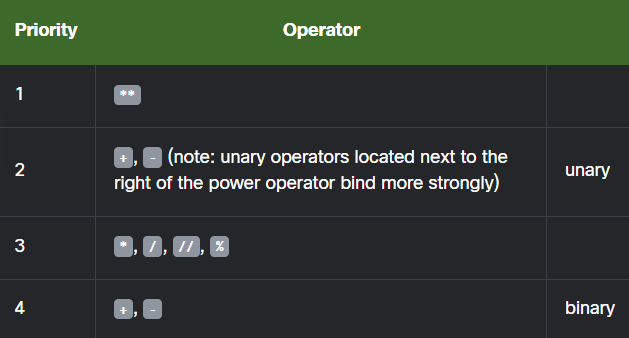 Priority Operator
1 **
2 +, - (note: unary operators located next to the
right of the power operator bind more strongly) unary
3 *, /, //, %
4 +, - binary